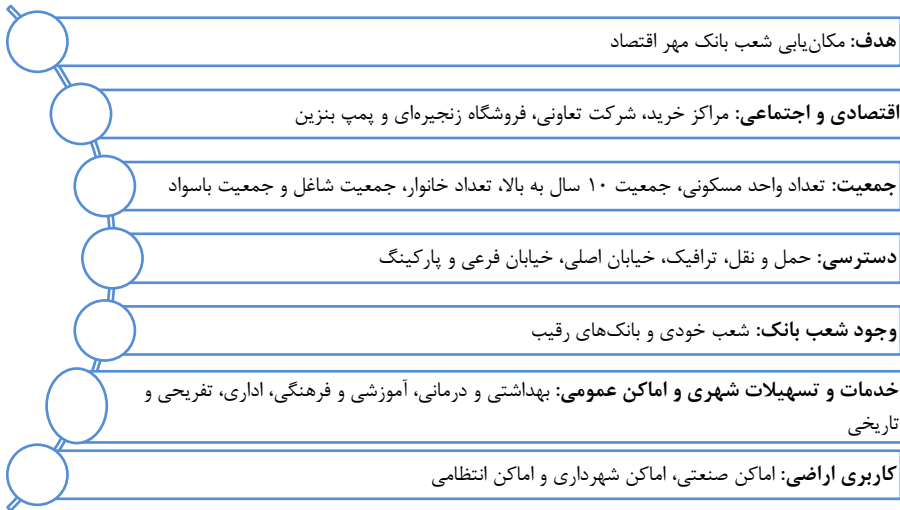 هدف: مکان‌یابی شعب بانک مهر اقتصاد
اقتصادی و اجتماعی: مراکز خرید، شرکت تعاونی، فروشگاه زنجیره‌ای و پمپ بنزین
جمعیت: تعداد واحد مسکونی، جمعیت ۱۰ سال به بالا، تعداد خانوار، جمعیت شاغل و جمعیت باسواد
دسترسی: حمل و نقل، ترافیک، خیابان اصلی، خیابان فرعی و پارکینگ
وجود شعب بانک: شعب خودی و بانک‌های رقیب
خدمات و تسهیلات شهری و اماکن عمومی: بهداشتی و درمانی، آموزشی و فرهنگی، اداری، تفریحی و
تاریخی
کاربری اراضی: اماکن صنعتی، اماکن شهرداری و اماکن انتظامی